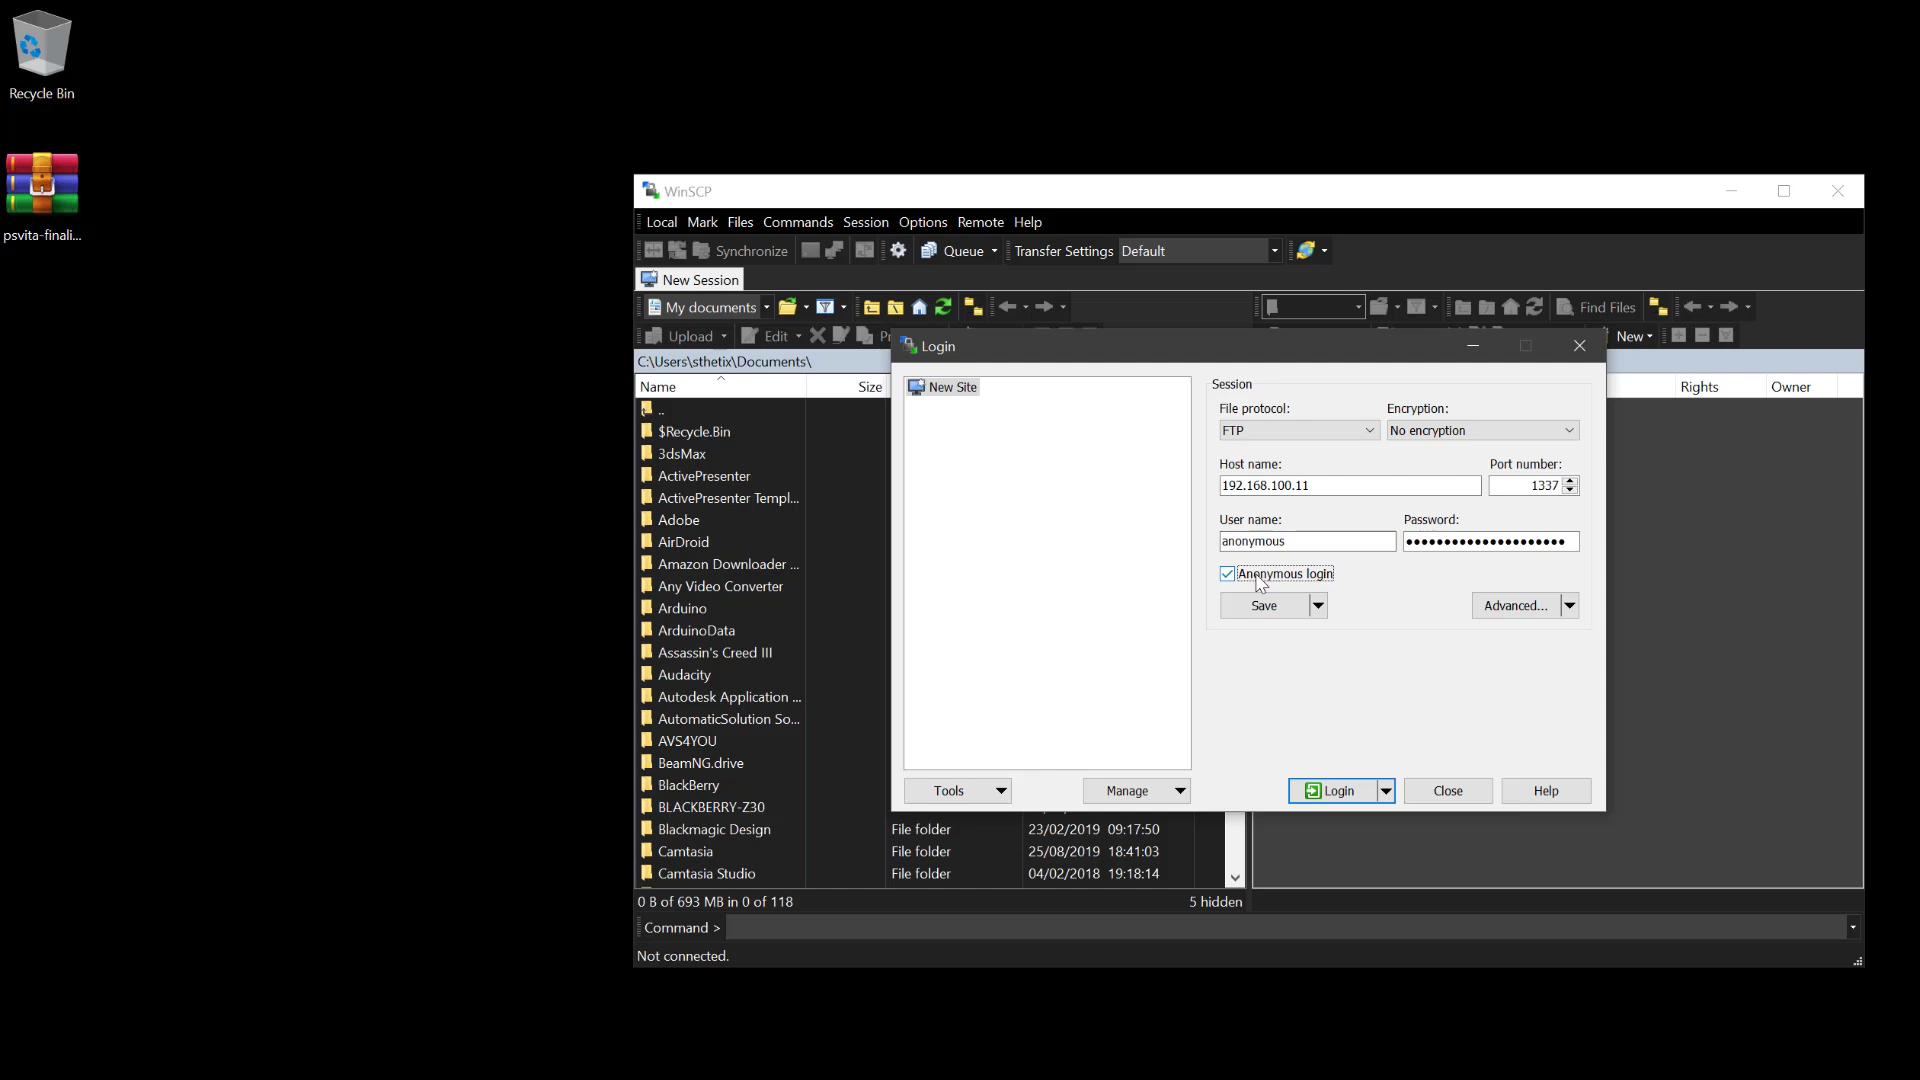 Recycle Bin
psvita-finali...
WinSCP
Local Mark Files Commands Session Options Remote Help
Synchronize Queue Transfer Settings Default
New Session
My documents Find Files
Upload Edit New
C:\Users\sthetix\Documents\
Name Size Rights Owner
..
$Recycle.Bin
3dsMax
ActivePresenter
ActivePresenter Templ...
Adobe
AirDroid
Amazon Downloader ...
Any Video Converter
Arduino
ArduinoData
Assassin's Creed III
Audacity
Autodesk Application ...
AutomaticSolution So...
AVS4YOU
BeamNG.drive
BlackBerry
BLACKBERRY-Z30
Blackmagic Design File folder 23/02/2019 09:17:50
Camtasia File folder 25/08/2019 18:41:03
Camtasia Studio File folder 04/02/2018 19:18:14
0 B of 693 MB in 0 of 118 5 hidden
Command >
Not connected.
Login
New Site
Session
File protocol: Encryption:
FTP No encryption
Host name: Port number:
192.168.100.11 1337
User name: Password:
anonymous
Anonymous login
Save Advanced...
Tools Manage Login Close Help